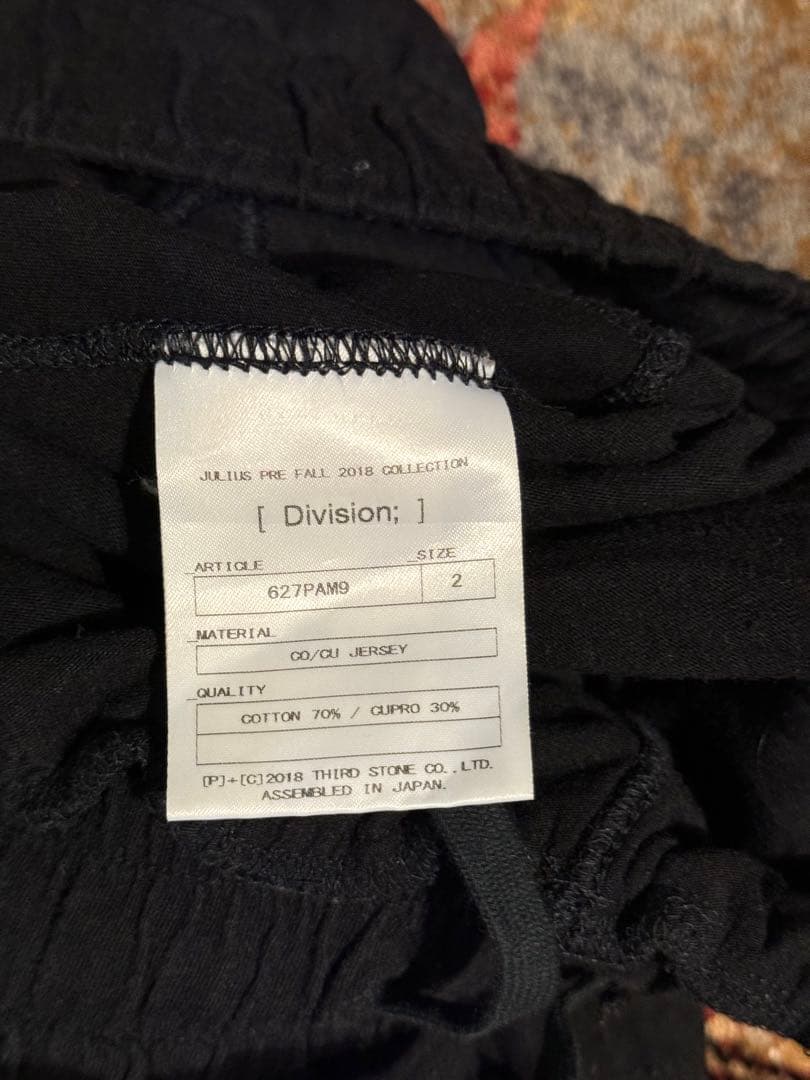 JULIUS PRE FALL 2018 COLLECTION
[ Division; ]
_ARTICLE _SIZE
627PAM9 2
_MATERIAL
CO/CU JERSEY
_QUALITY
COTTON 70% / CUPRO 30%
[P]+[C]2018 THIRD STONE CO.,LTD.
ASSEMBLED IN JAPAN.